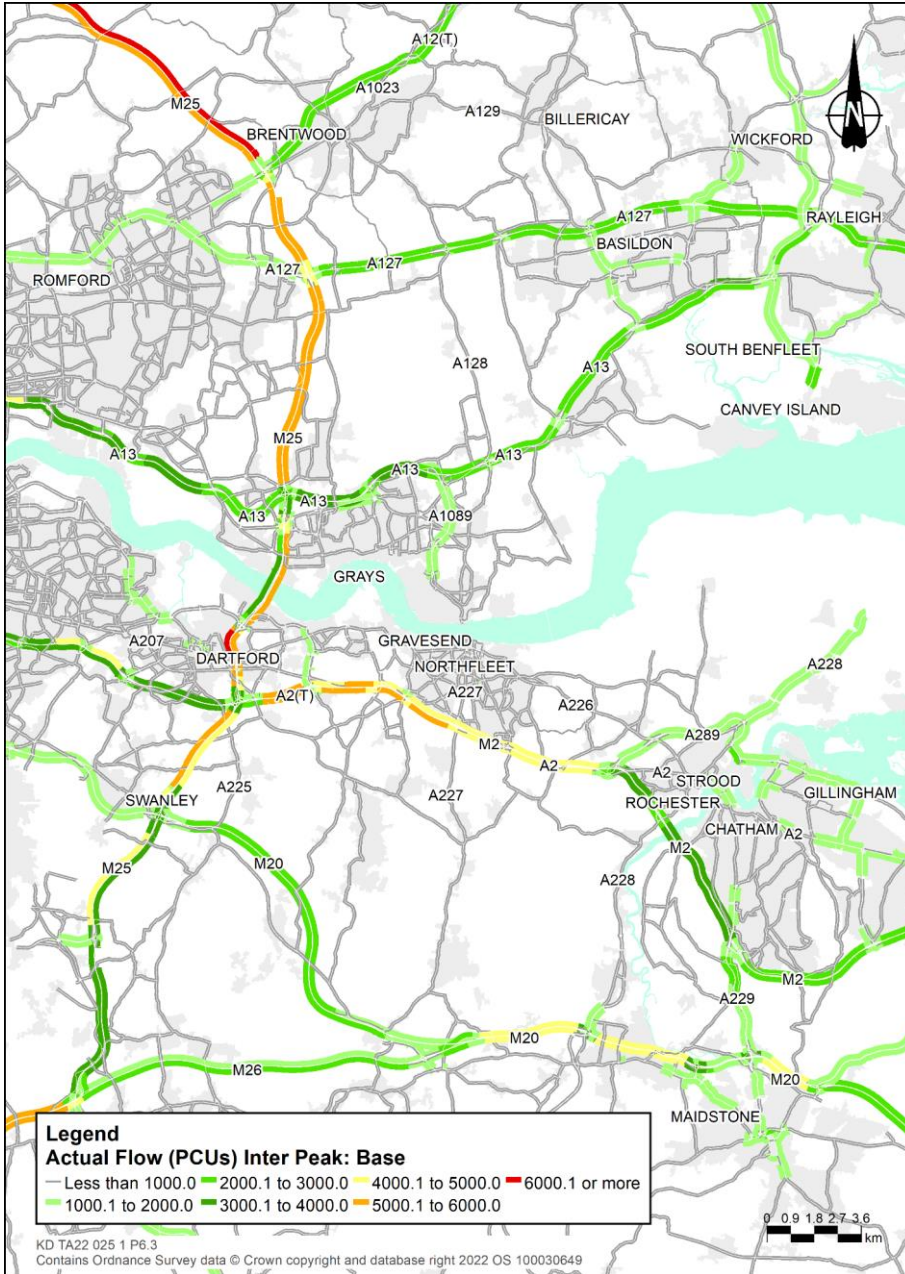 A12(T)
A1023
M25
A129
BILLERICAY
N
BRENTWOOD
WICKFORD
A127
RAYLEIGH
BASILDON
A127
A127
ROMFORD
SOUTH BENFLEET
A128
A13
CANVEY ISLAND
M25
A13
A13
A13
A13
A13
A1089
GRAYS
A207
GRAVESEND
DARTFORD
NORTHFLEET
A228
A2(T)
A227
A226
A289
M2
A2
A2
STROOD
SWANLEY
A225
A227
ROCHESTER
GILLINGHAM
CHATHAM
A2
M2
M25
M20
A228
M2
A229
M20
M26
M20
MAIDSTONE
Legend
Actual Flow (PCUs) Inter Peak: Base
Less than 1000.0 2000.1 to 3000.0 4000.1 to 5000.0 6000.1 or more
1000.1 to 2000.0 3000.1 to 4000.0 5000.1 to 6000.0
0 0.9 1.8 2.7 3.6
km
KD TA22 025 1 P6.3
Contains Ordnance Survey data © Crown copyright and database right 2022 OS 100030649